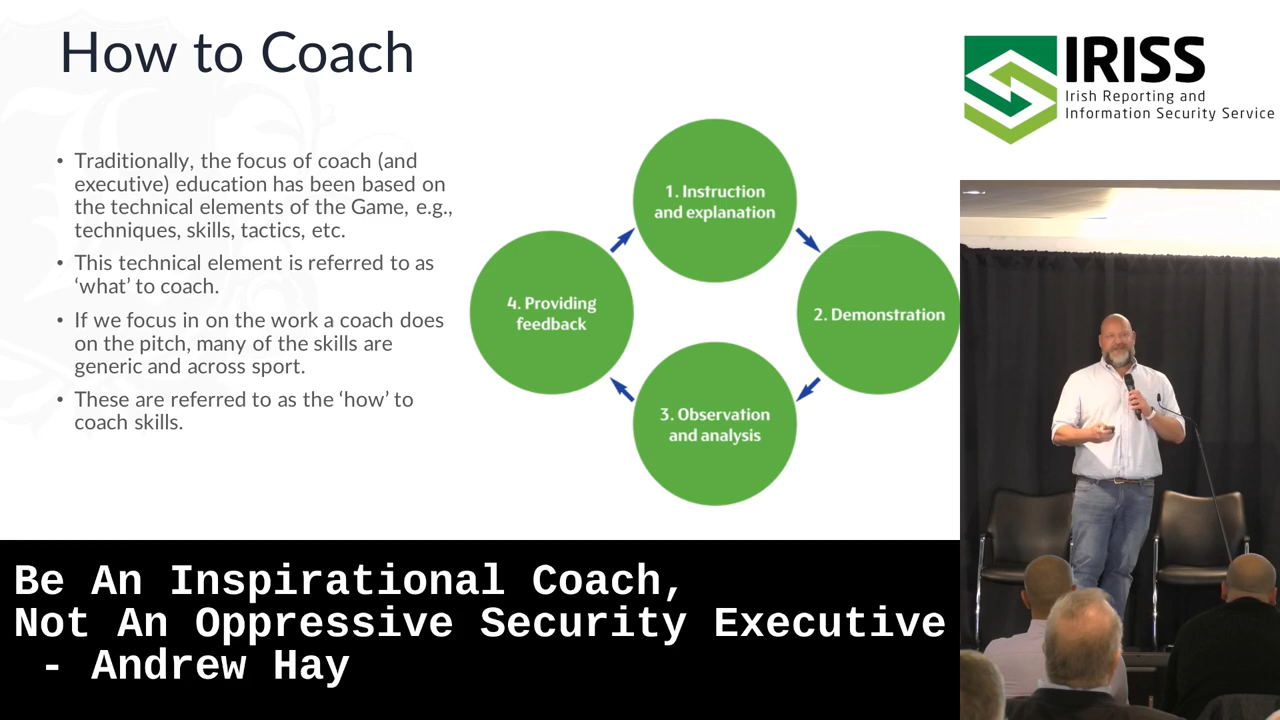 How to Coach
• Traditionally, the focus of coach (and
executive) education has been based on
the technical elements of the Game, e.g.,
techniques, skills, tactics, etc.
• This technical element is referred to as
‘what’ to coach.
• If we focus in on the work a coach does
on the pitch, many of the skills are
generic and across sport.
• These are referred to as the ‘how’ to
coach skills.
1. Instruction
and explanation
2. Demonstration
3. Observation
and analysis
4. Providing
feedback
IRISS
Irish Reporting and
Information Security Service
Be An Inspirational Coach,
Not An Oppressive Security Executive
- Andrew Hay